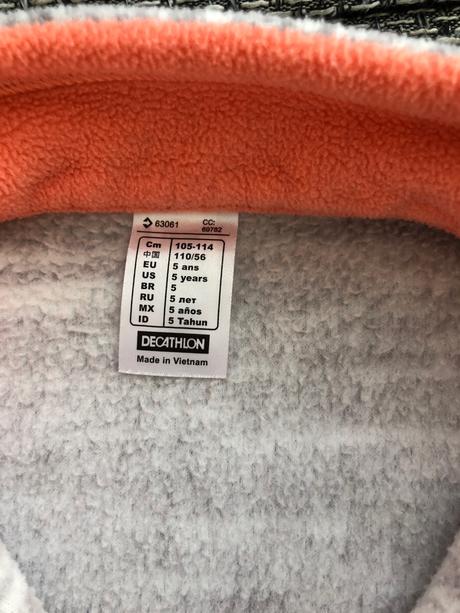 63061 CC: 69782
Cm 105-114
中国 110/56
EU 5 ans
US 5 years
BR 5
RU 5 лет
MX 5 años
ID 5 Tahun
DECATHLON
Made in Vietnam